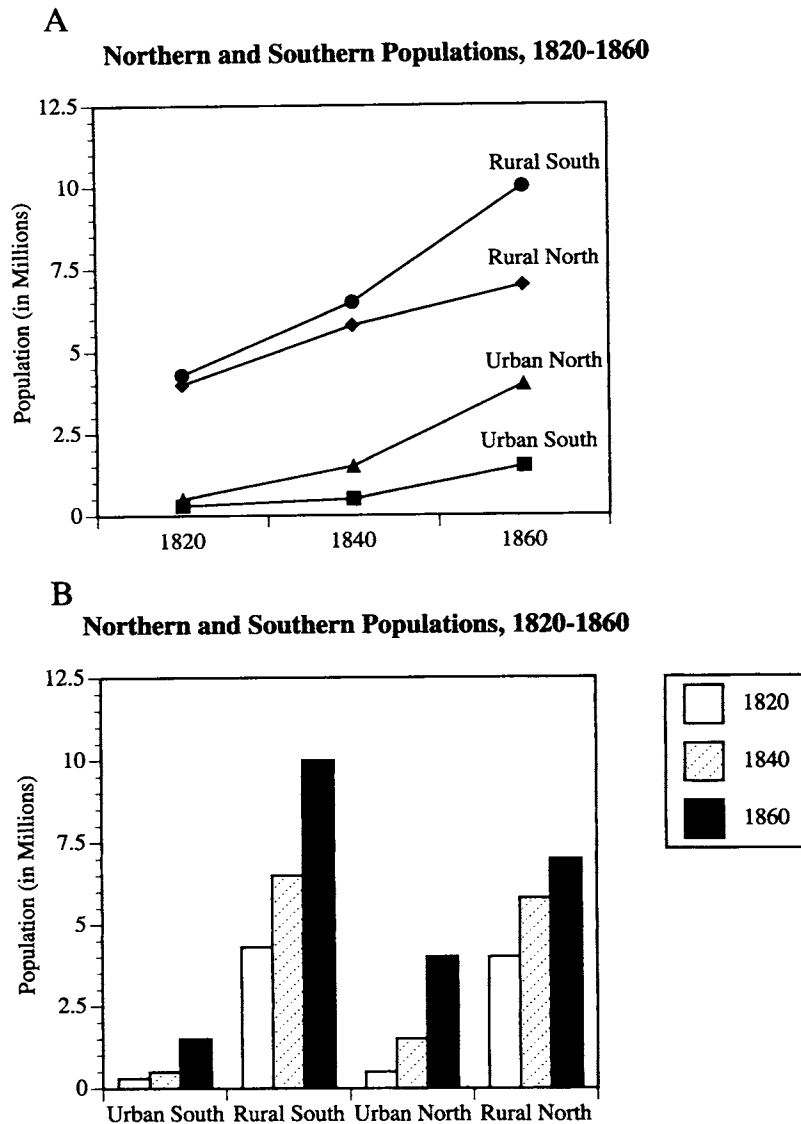 A
Northern and Southern Populations, 1820-1860
12.5
10
7.5
5
2.5
0
Population (in Millions)
Rural South
Rural North
Urban North
Urban South
1820
1840
1860
B
Northern and Southern Populations, 1820-1860
12.5
10
7.5
5
2.5
0
Population (in Millions)
Urban South
Rural South
Urban North
Rural North
1820
1840
1860